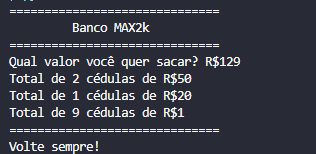 ==============================
Banco MAX2k
==============================
Qual valor você quer sacar? R$129
Total de 2 cédulas de R$50
Total de 1 cédulas de R$20
Total de 9 cédulas de R$1
==============================
Volte sempre!